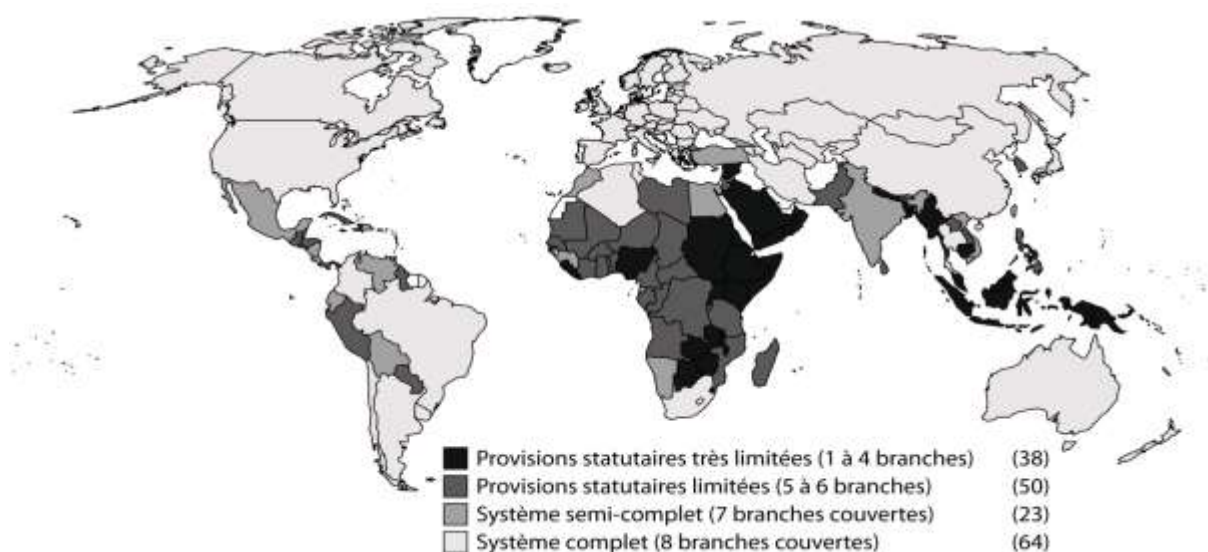 Provisions statutaires très limitées (1 à 4 branches) (38)
Provisions statutaires limitées (5 à 6 branches) (50)
Système semi-complet (7 branches couvertes) (23)
Système complet (8 branches couvertes) (64)